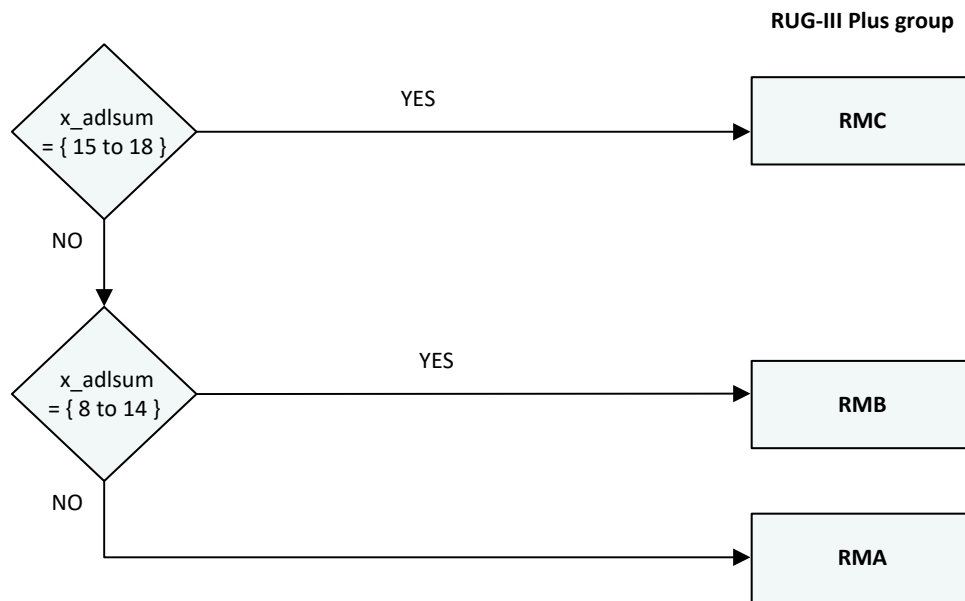 RUG-III Plus group
x_adlsum
= { 15 to 18 }
YES
RMC
NO
x_adlsum
= { 8 to 14 }
YES
RMB
NO
RMA